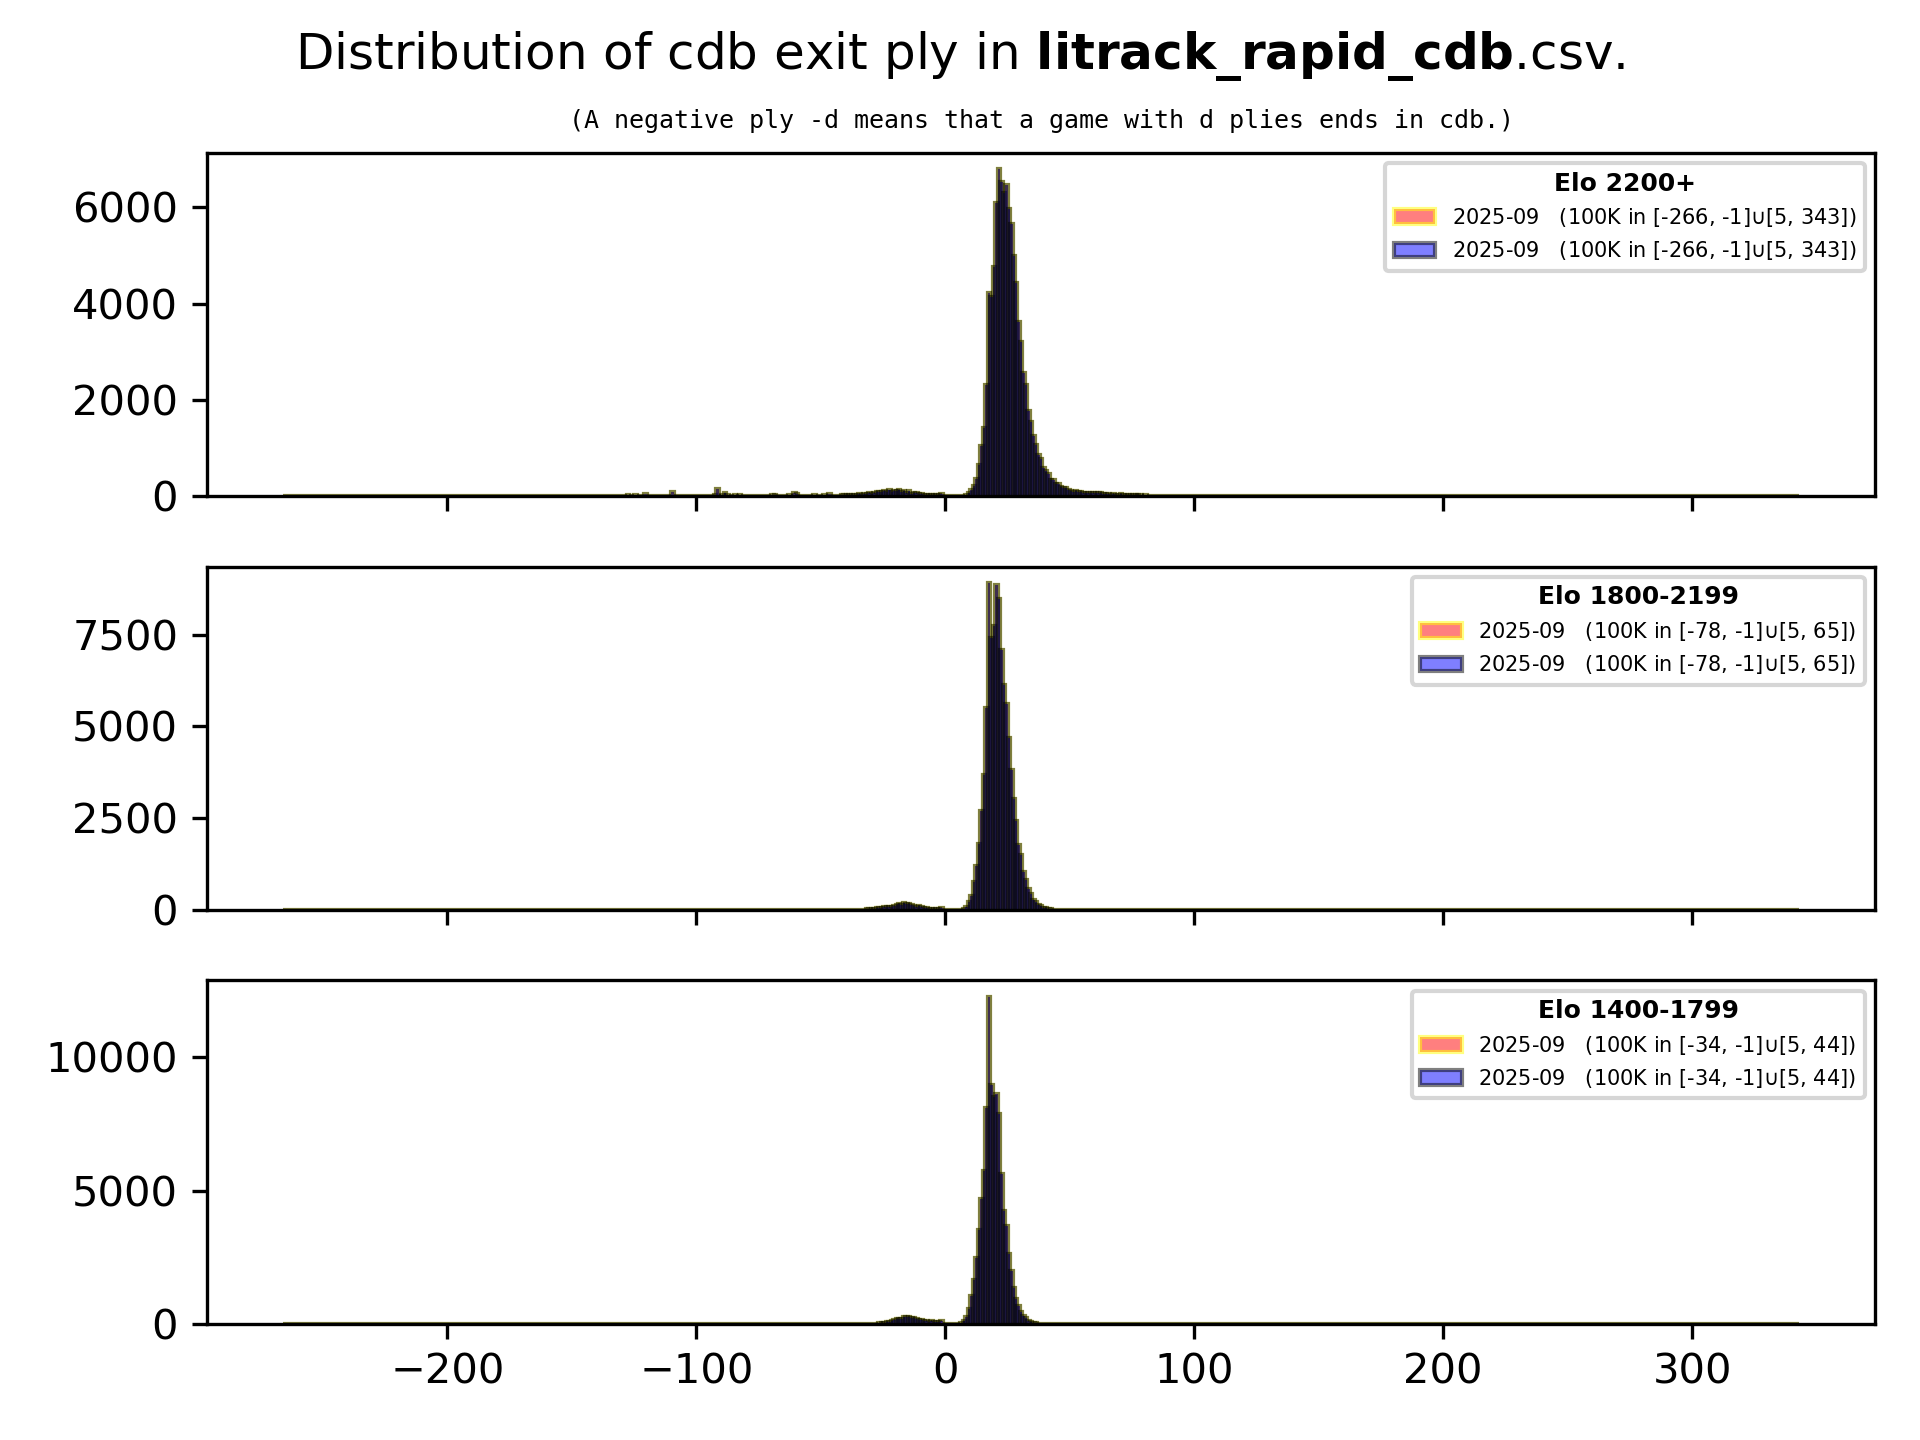 Distribution of cdb exit ply in litrack_rapid_cdb.csv.
(A negative ply -d means that a game with d plies ends in cdb.)
6000
4000
2000
0
Elo 2200+
2025-09 (100K in [-266, -1]∪[5, 343])
2025-09 (100K in [-266, -1]∪[5, 343])
7500
5000
2500
0
Elo 1800-2199
2025-09 (100K in [-78, -1]∪[5, 65])
2025-09 (100K in [-78, -1]∪[5, 65])
10000
5000
0
Elo 1400-1799
2025-09 (100K in [-34, -1]∪[5, 44])
2025-09 (100K in [-34, -1]∪[5, 44])
−200 −100 0 100 200 300